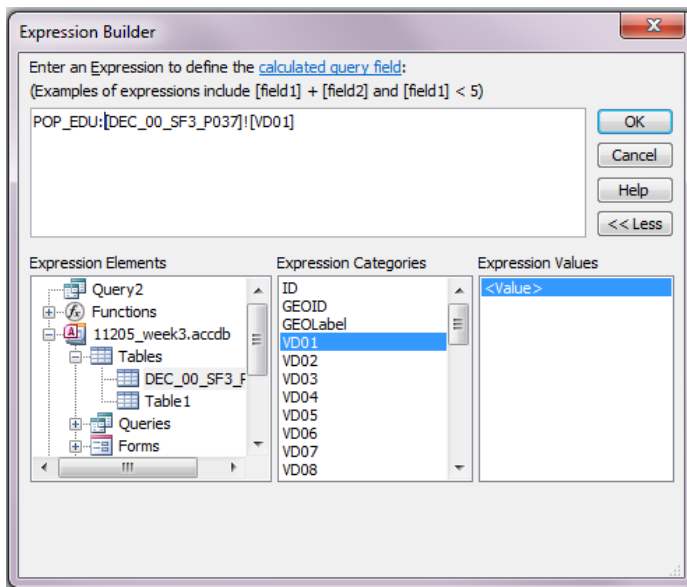 Expression Builder
Enter an Expression to define the calculated query field:
(Examples of expressions include [field1] + [field2] and [field1] < 5)
POP_EDU:[DEC_00_SF3_P037]![VD01]
OK
Cancel
Help
<< Less
Expression Elements
Query2
Functions
11205_week3.accdb
Tables
DEC_00_SF3_P
Table1
Queries
Forms
Expression Categories
ID
GEOID
GEOLabel
VD01
VD02
VD03
VD04
VD05
VD06
VD07
VD08
Expression Values
<Value>